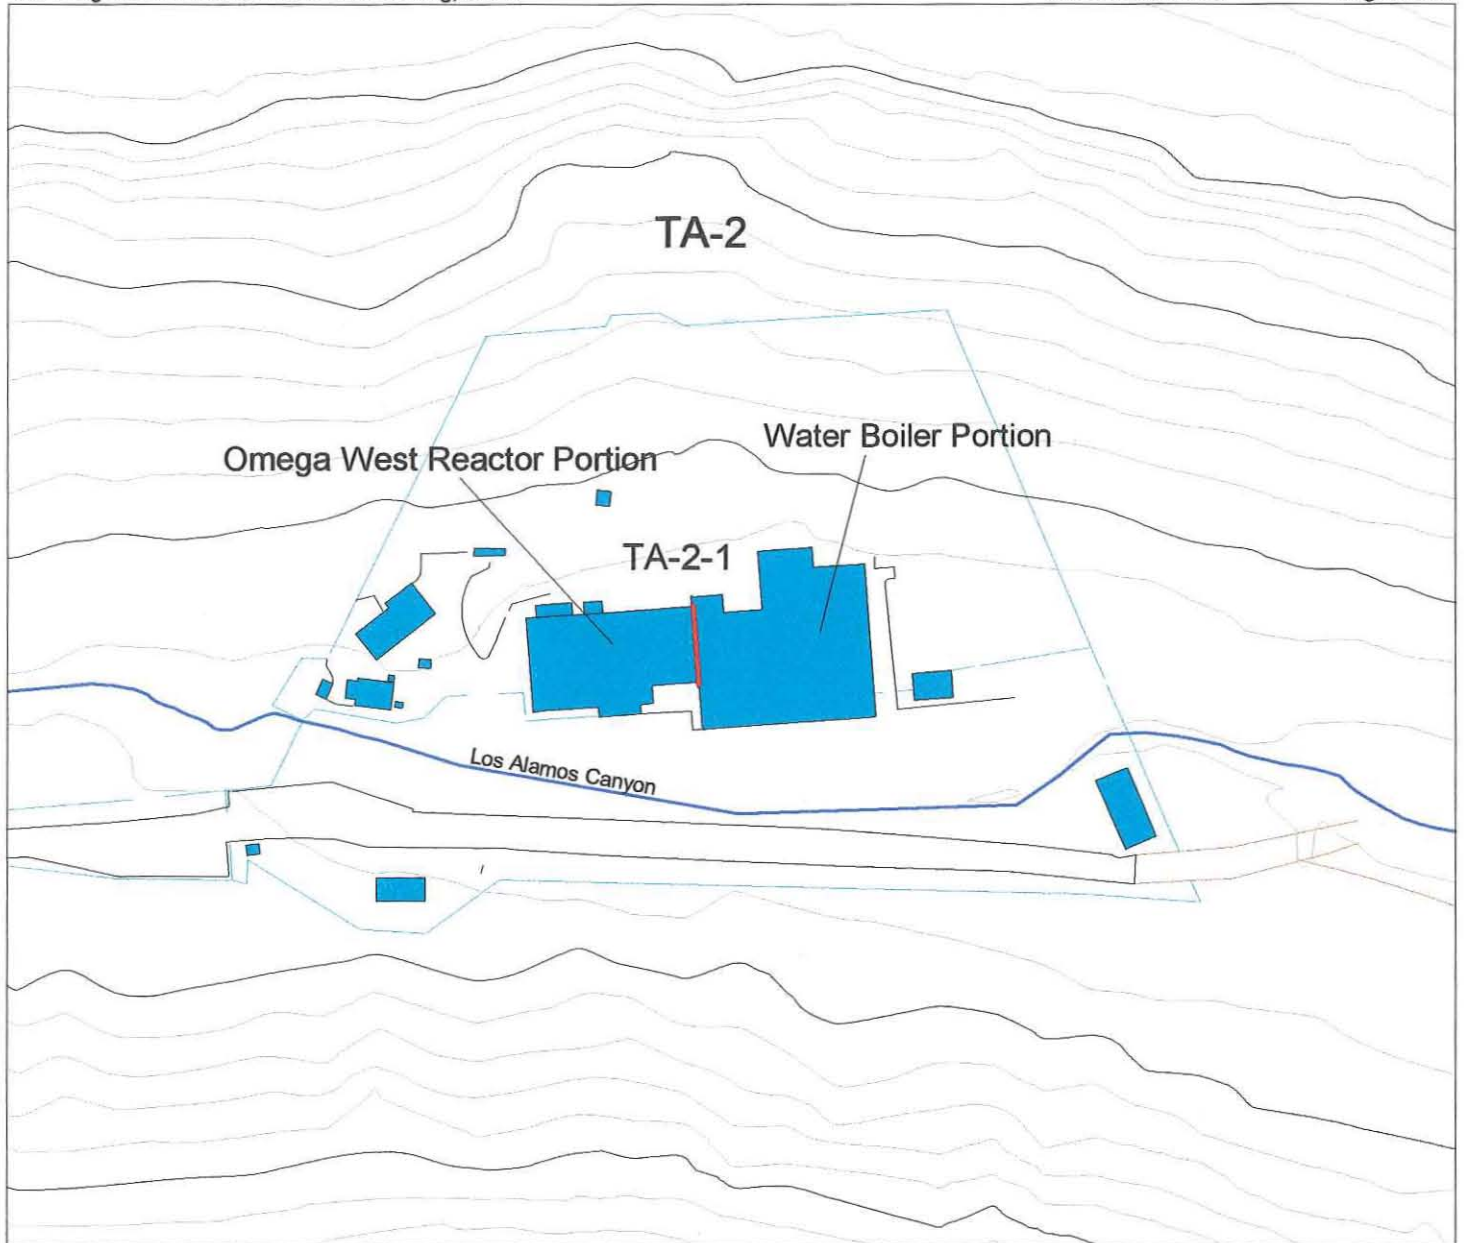 TA-2
Water Boiler Portion
Omega West Reactor Portion
TA-2-1
Los Alamos Canyon